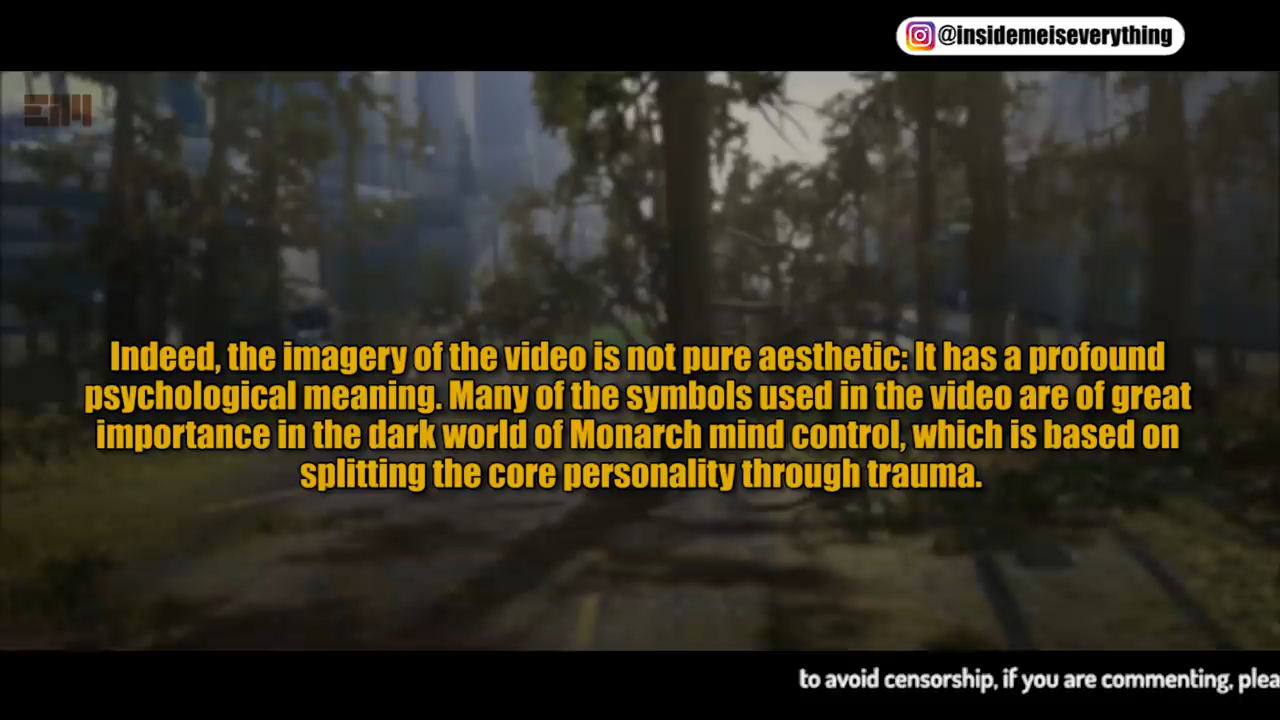 @insidemeiseverything
Indeed, the imagery of the video is not pure aesthetic: It has a profound
psychological meaning. Many of the symbols used in the video are of great
importance in the dark world of Monarch mind control, which is based on
splitting the core personality through trauma.
to avoid censorship, if you are commenting, plea